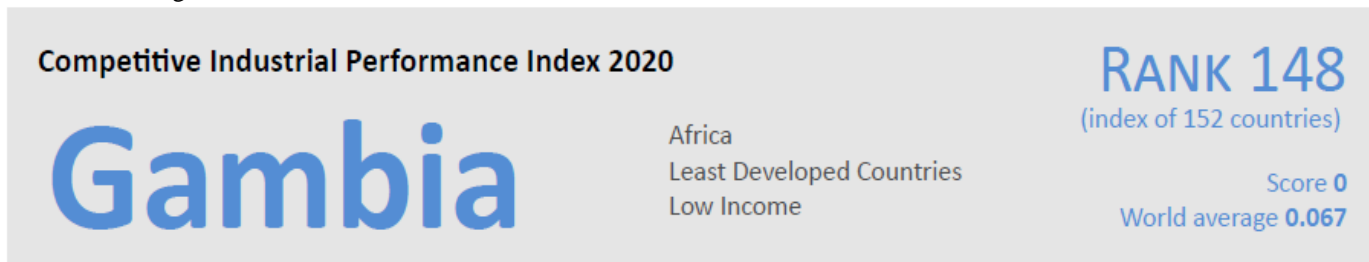 Competitive Industrial Performance Index 2020
Gambia
Africa
Least Developed Countries
Low Income
RANK 148
(index of 152 countries)
Score 0
World average 0.067